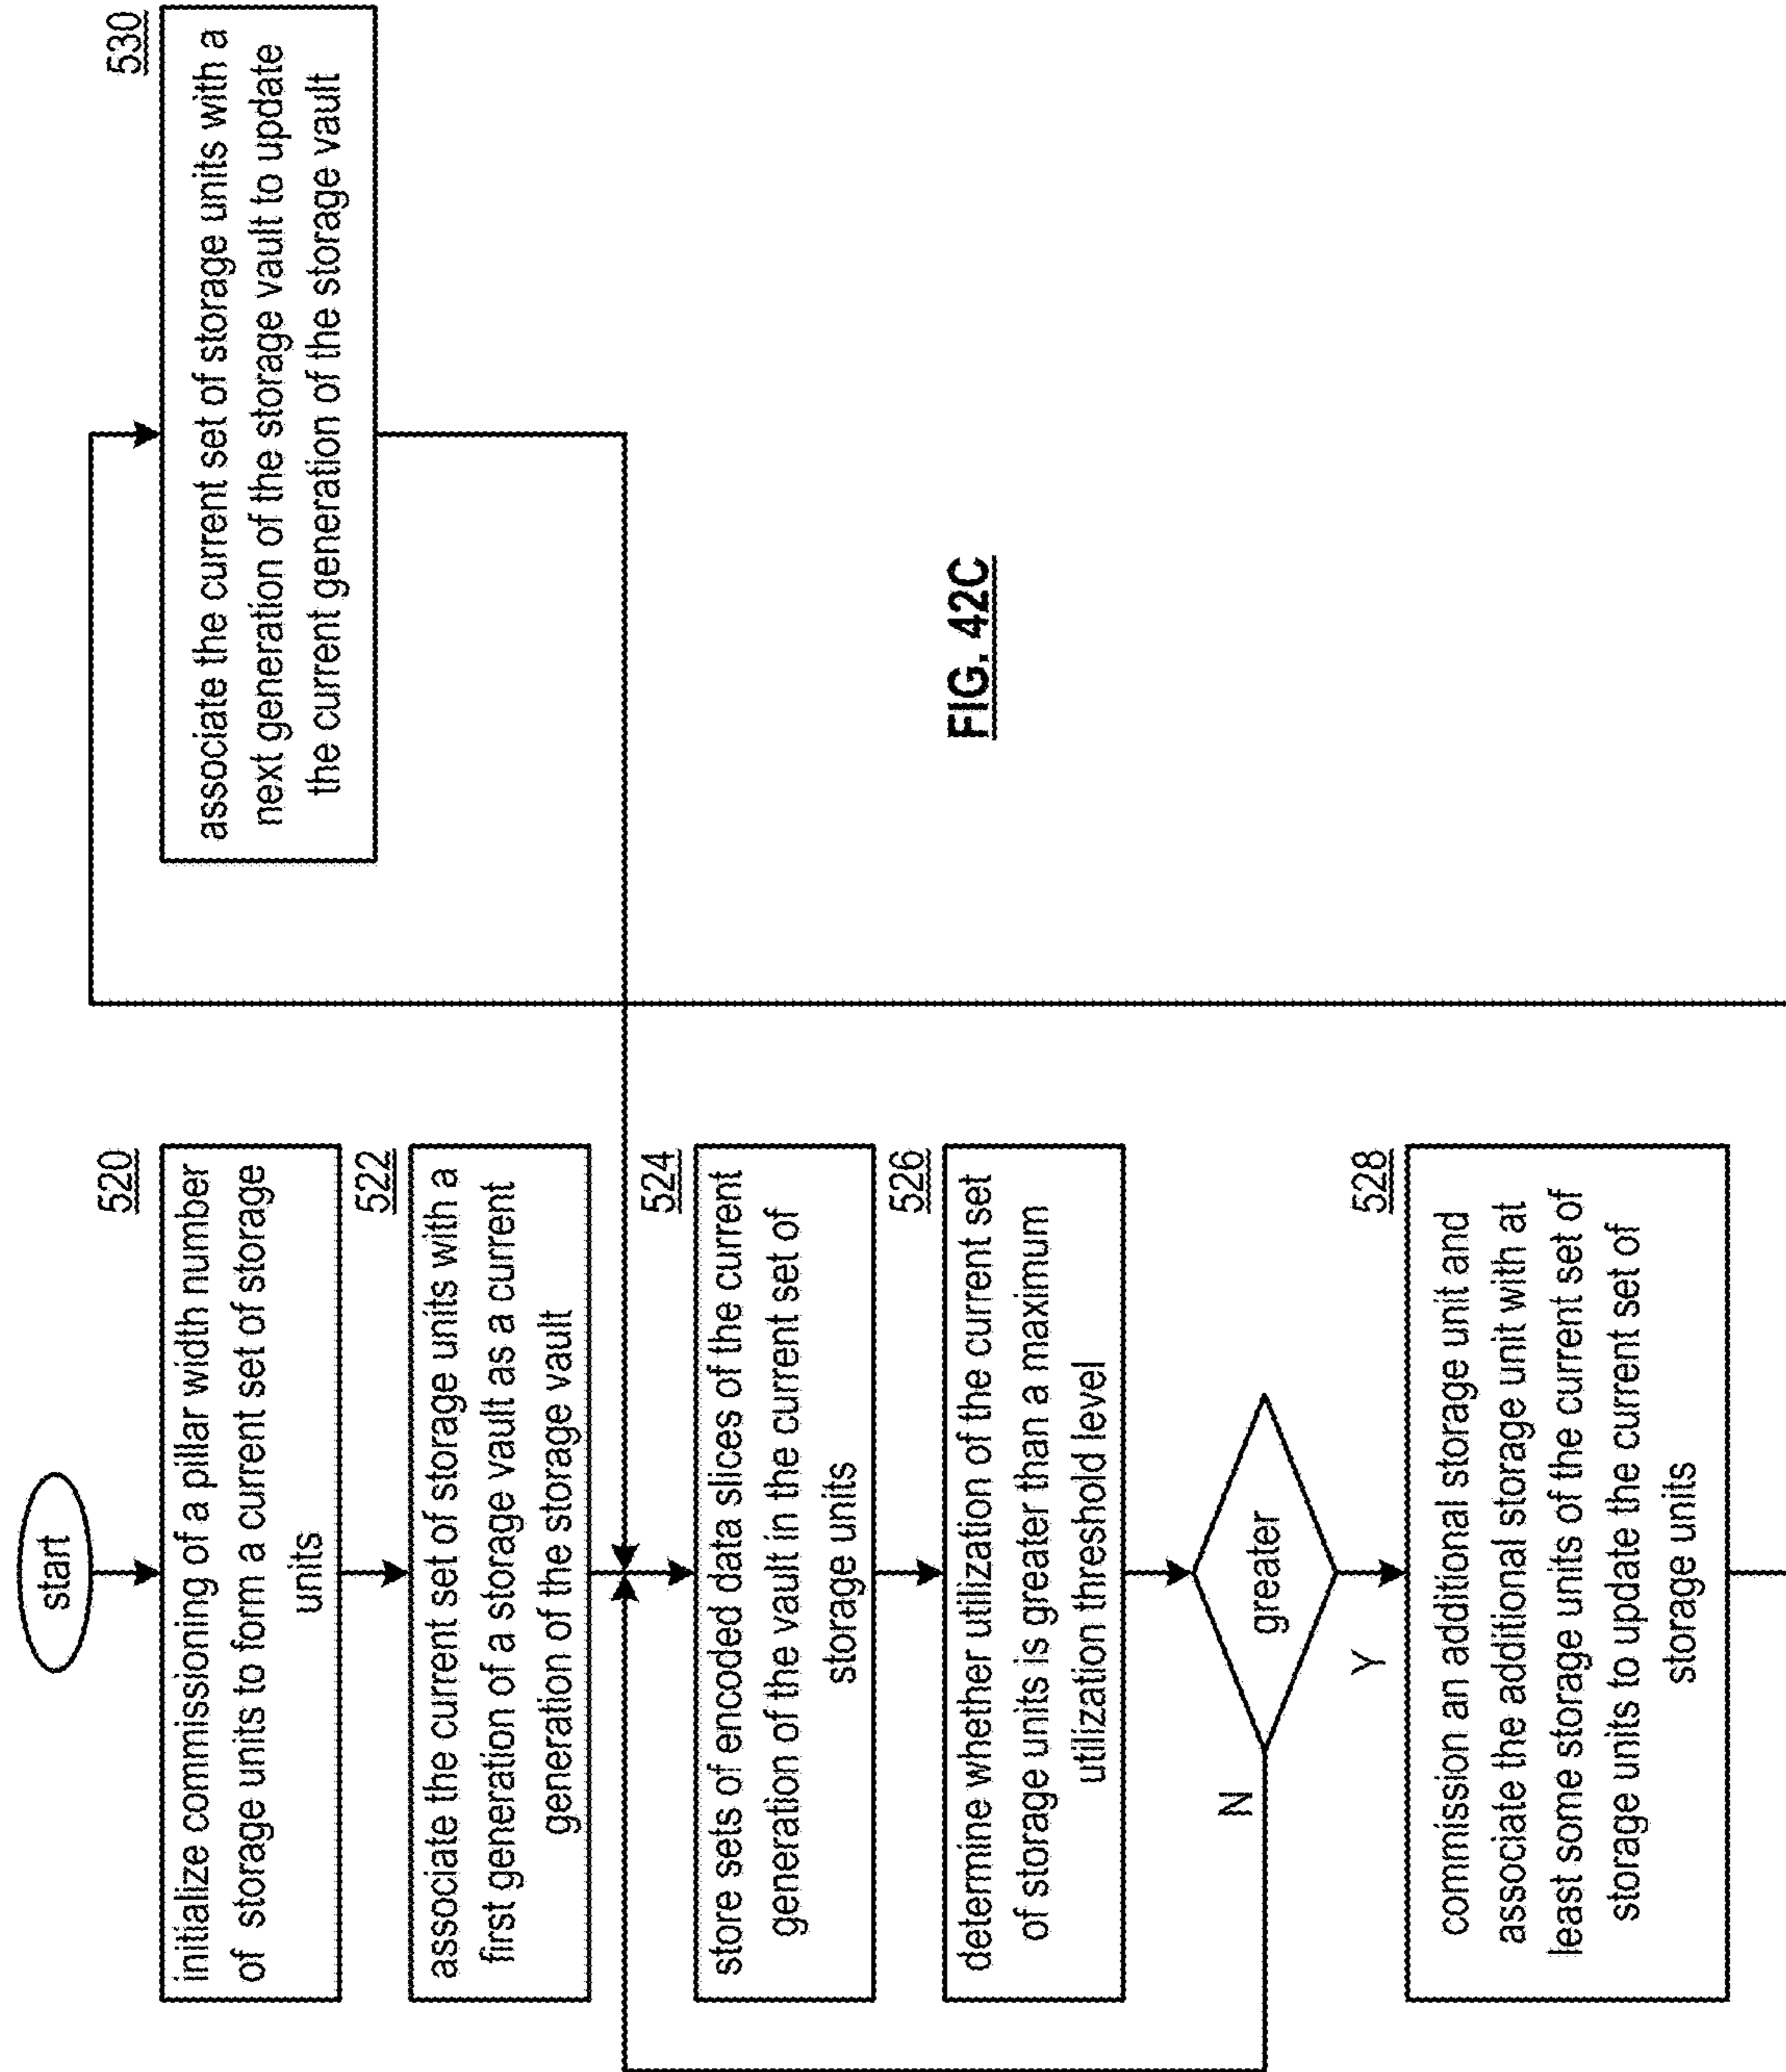 start
520
initialize commissioning of a pillar width number
of storage units to form a current set of storage
units
522
associate the current set of storage units with a
first generation of a storage vault as a current
generation of the storage vault
524
store sets of encoded data slices of the current
generation of the vault in the current set of
storage units
526
determine whether utilization of the current set
of storage units is greater than a maximum
utilization threshold level
greater
N
Y
528
commission an additional storage unit and
associate the additional storage unit with at
least some storage units of the current set of
storage units to update the current set of
storage units
530
associate the current set of storage units with a
next generation of the storage vault to update
the current generation of the storage vault
FIG. 42C